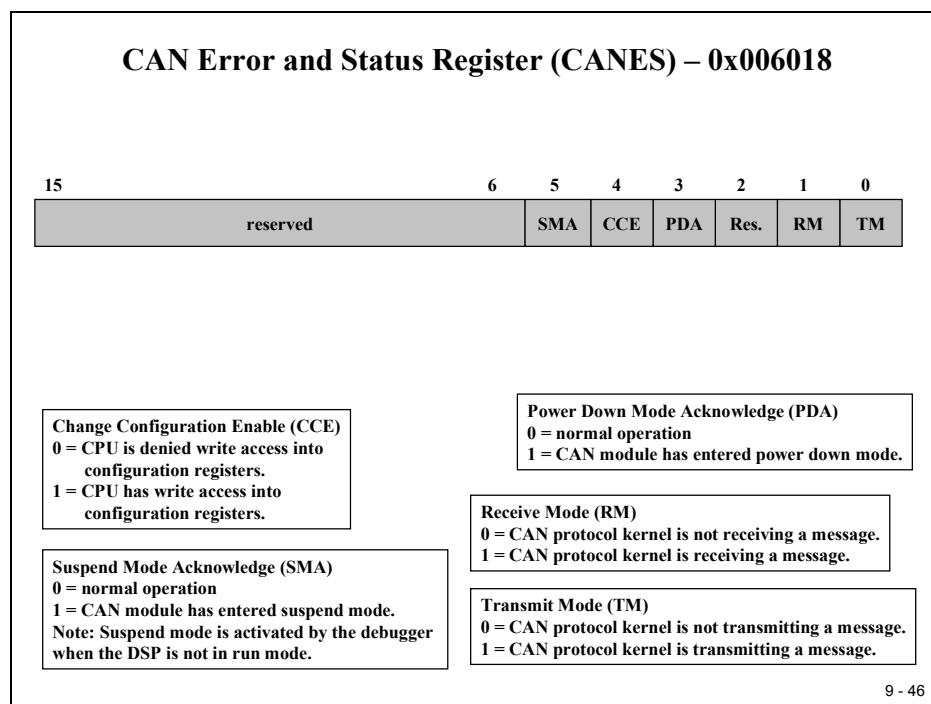 CAN Error and Status Register (CANES) – 0x006018
15 6 5 4 3 2 1 0
reserved SMA CCE PDA Res. RM TM
Change Configuration Enable (CCE)
0 = CPU is denied write access into
configuration registers.
1 = CPU has write access into
configuration registers.
Suspend Mode Acknowledge (SMA)
0 = normal operation
1 = CAN module has entered suspend mode.
Note: Suspend mode is activated by the debugger
when the DSP is not in run mode.
Power Down Mode Acknowledge (PDA)
0 = normal operation
1 = CAN module has entered power down mode.
Receive Mode (RM)
0 = CAN protocol kernel is not receiving a message.
1 = CAN protocol kernel is receiving a message.
Transmit Mode (TM)
0 = CAN protocol kernel is not transmitting a message.
1 = CAN protocol kernel is transmitting a message.
9 - 46